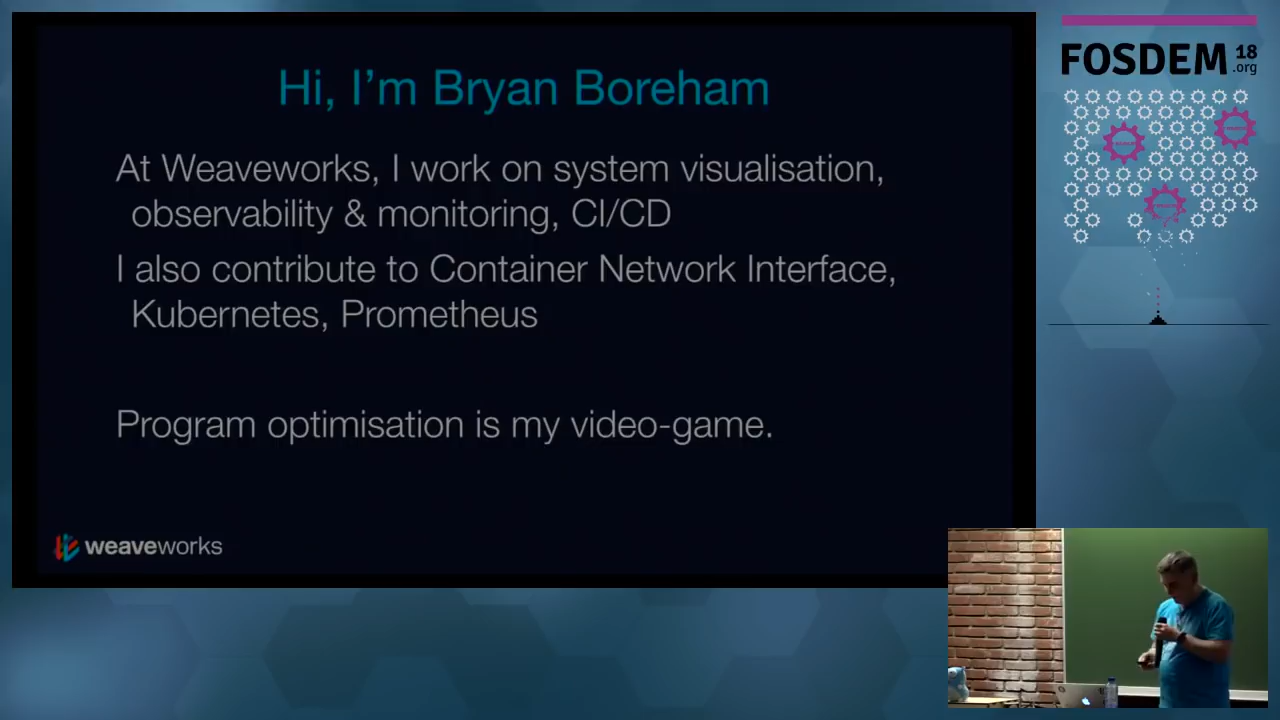 Hi, I'm Bryan Boreham
At Weaveworks, I work on system visualisation,
observability & monitoring, CI/CD
I also contribute to Container Network Interface,
Kubernetes, Prometheus
Program optimisation is my video-game.
weaveworks
FOSDEM 18
.org